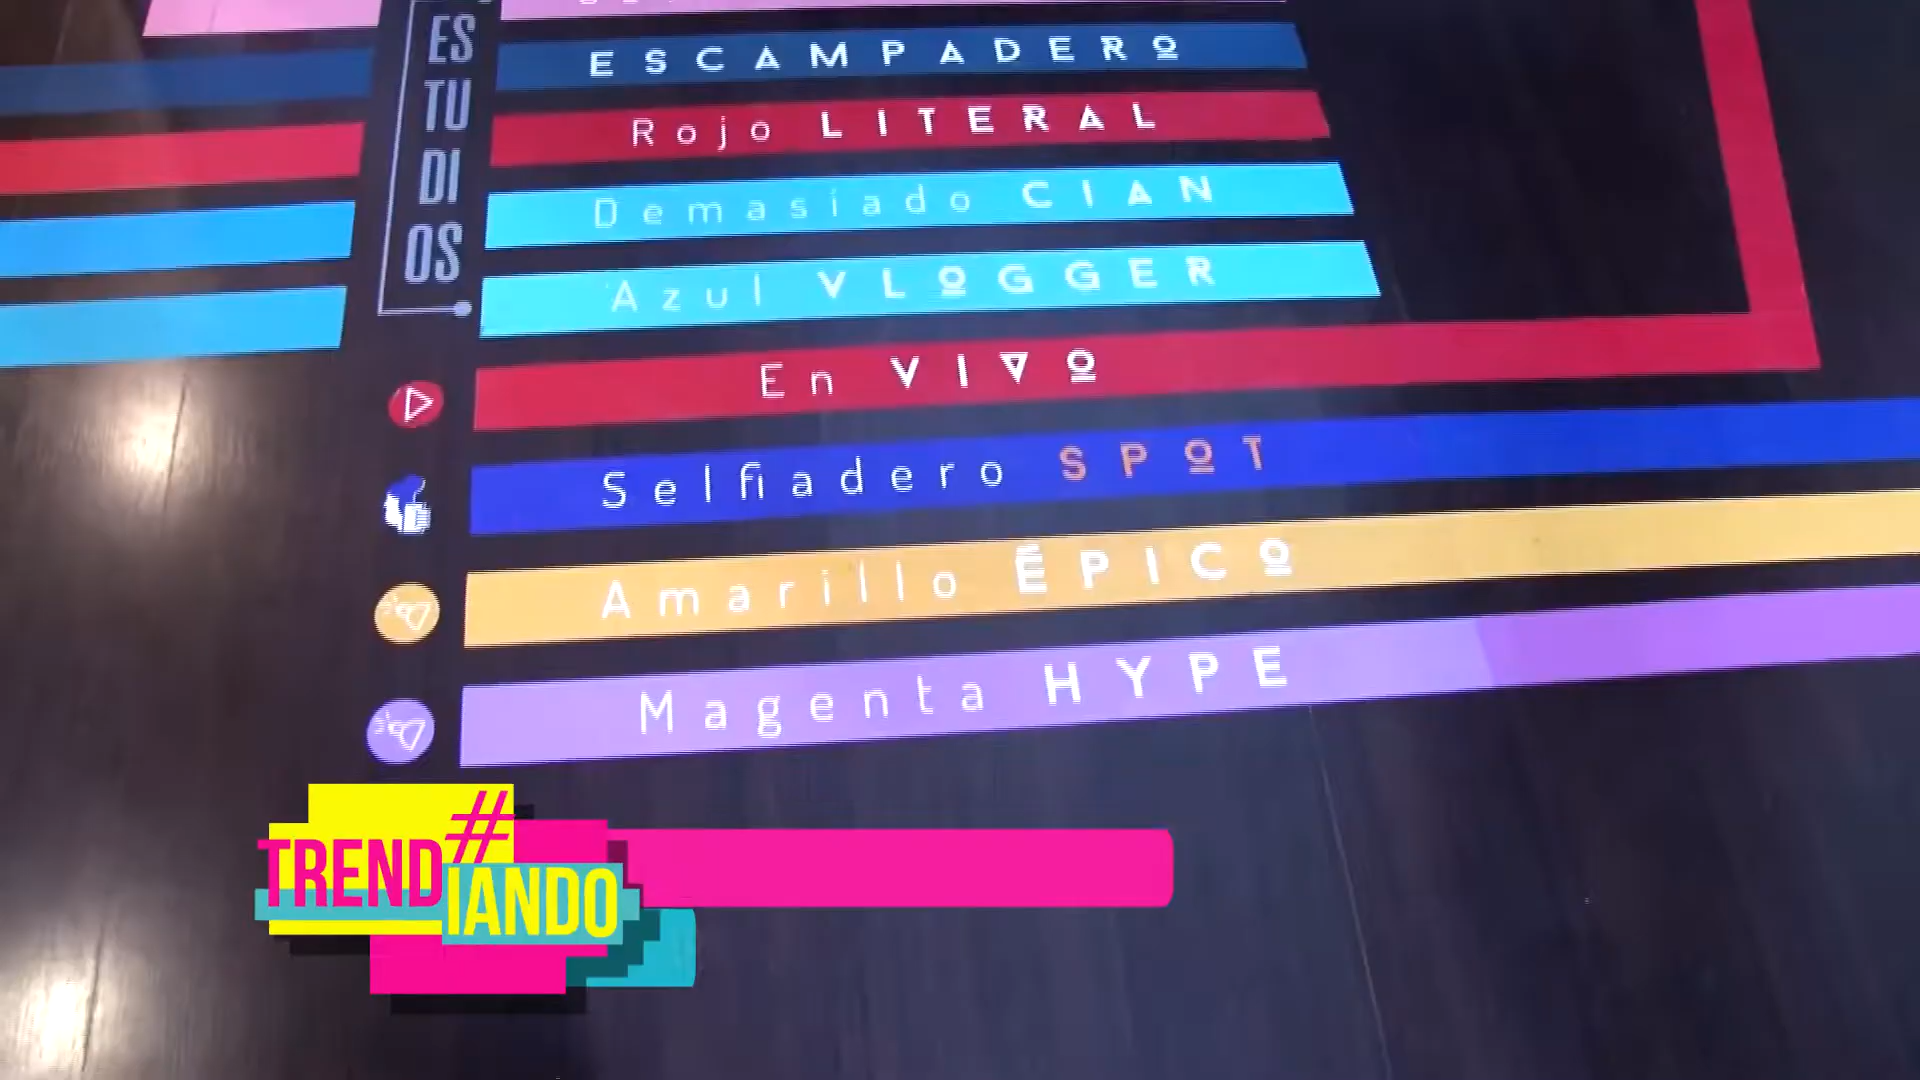 ES
TU
DI
OS
ESCAMPADERO
Rojo LITERAL
Demasiado CIAN
Azul VLOGGER
En VIVO
Selfiadero SPOT
Amarillo ÉPICO
Magenta HYPE
#
TREND
IANDO